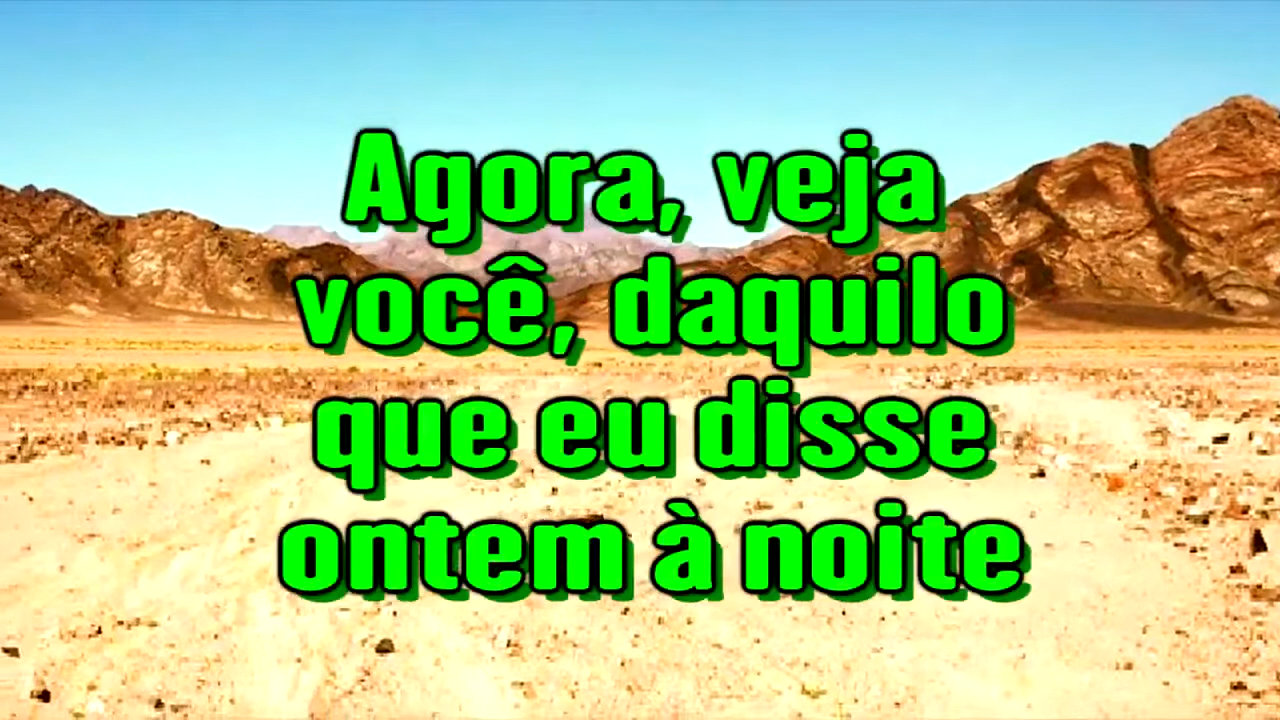 Agora, veja
você, daquilo
que eu disse
ontem à noite